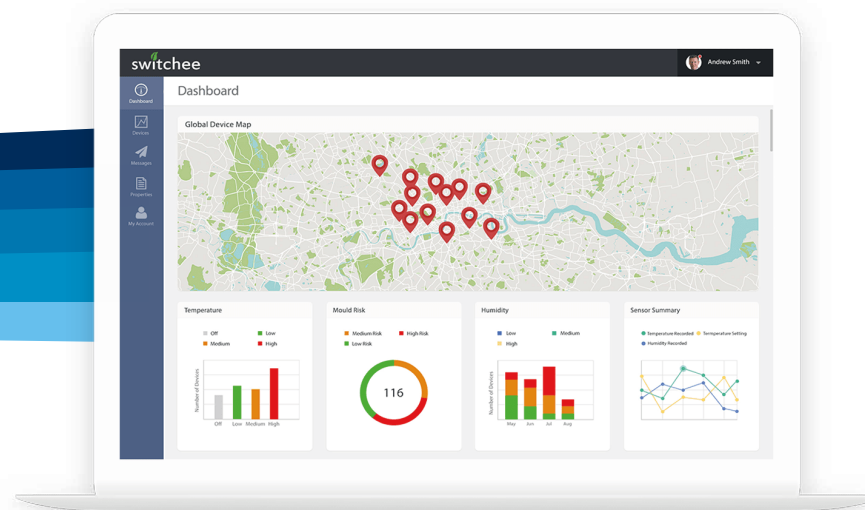 switchee
Andrew Smith
Dashboard
Dashboard
Devices
Messages
Properties
My Account
Global Device Map
Temperature
Off
Low
Medium
High
Number of Devices
Off Low Medium High
Mould Risk
Medium Risk
High Risk
Low Risk
116
Humidity
Low
Medium
High
Number of Devices
May Jun Jul Aug
Sensor Summary
Temperature Recorded
Termperature Setting
Humidity Recorded